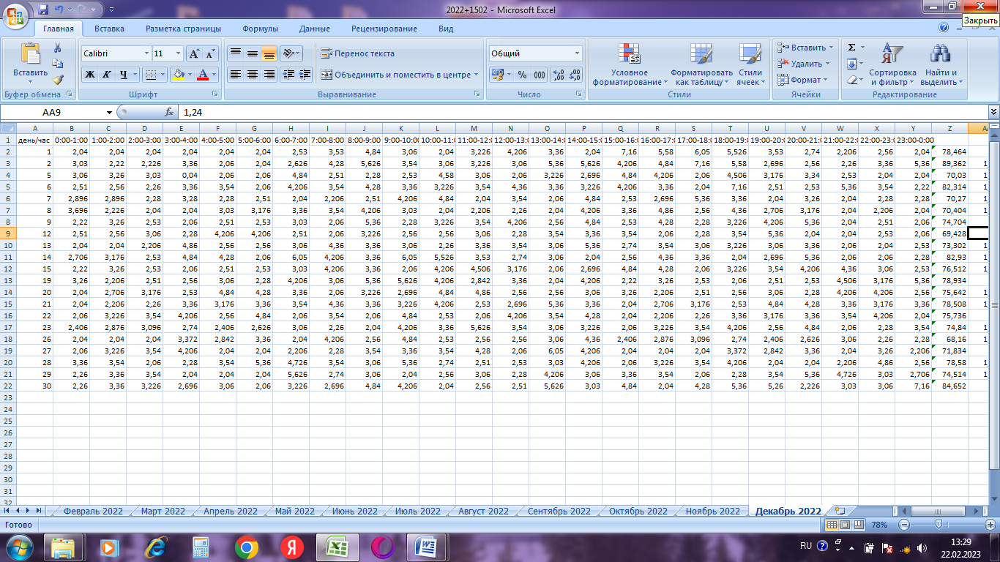 2022+1502 - Microsoft Excel
Закрыть
Главная Вставка Разметка страницы Формулы Данные Рецензирование Вид
Calibri 11 Перенос текста Общий Вставить Σ
Вставить Ж К Ч Объединить и поместить в центре % 000 Условное форматирование Форматировать как таблицу Стили ячеек Удалить Формат Сортировка и фильтр Найти и выделить
Буфер обмена Шрифт Выравнивание Число Стили Ячейки Редактирование
AA9 fx 1,24
A B C D E F G H I J K L M N O P Q R S T U V W X Y Z
1 день/час 0:00-1:00 1:00-2:00 2:00-3:00 3:00-4:00 4:00-5:00 5:00-6:00 6:00-7:00 7:00-8:00 8:00-9:00 9:00-10:00 10:00-11:0 11:00-12:0 12:00-13:0 13:00-14:0 14:00-15:0 15:00-16:0 16:00-17:0 17:00-18:0 18:00-19:0 19:00-20:0 20:00-21:0 21:00-22:0 22:00-23:0 23:00-0:00
2 1 2,04 2,04 2,04 2,04 2,04 2,04 2,53 3,53 4,84 3,06 2,04 3,226 4,206 3,36 2,04 7,16 5,58 6,05 5,526 3,53 2,74 2,206 2,56 2,04 78,464
3 2 3,03 2,22 2,226 3,36 2,06 2,04 2,626 4,28 5,626 3,54 3,06 3,226 3,06 5,36 5,626 4,206 4,84 7,16 5,58 2,696 2,56 2,26 3,36 5,36 89,362 1,
4 5 3,06 3,26 3,03 0,04 2,06 2,06 4,84 2,51 2,28 2,53 4,58 3,06 2,06 3,226 2,696 4,84 4,206 2,06 4,506 3,176 3,34 2,53 2,04 2,04 70,03 1,
5 6 2,51 2,56 2,26 3,36 3,54 2,06 4,206 3,54 4,28 3,36 3,226 3,54 4,36 3,36 3,226 4,206 3,36 2,04 7,16 2,51 2,53 5,36 3,54 2,22 82,314 1,
6 7 2,896 2,896 2,28 3,28 2,28 2,51 2,04 2,206 2,51 4,206 4,84 2,04 3,54 2,06 4,84 2,53 2,696 5,36 3,36 2,04 3,26 2,04 2,28 2,28 70,27 1,
7 8 3,696 2,226 2,04 2,04 3,03 3,176 3,36 3,54 4,206 3,03 2,04 2,206 2,26 2,04 4,206 3,36 4,86 2,56 4,36 2,706 3,176 2,04 2,206 2,04 70,404 1,
8 9 2,22 3,26 2,53 2,06 2,51 2,53 3,03 2,06 5,36 2,28 3,226 3,54 4,206 2,56 4,84 2,53 4,28 2,28 3,226 4,206 5,36 2,04 2,51 2,06 74,704
9 12 2,51 2,56 3,06 2,28 4,206 4,206 2,51 2,06 3,226 2,56 2,56 3,06 2,28 3,54 3,36 3,54 2,06 2,28 3,54 5,36 2,04 2,04 2,53 2,06 69,428
10 13 2,04 2,04 2,206 4,86 2,56 2,56 3,06 4,36 3,06 3,06 2,26 3,36 3,54 3,06 5,36 2,74 3,54 3,06 3,226 3,06 3,36 2,06 2,04 2,53 73,302 1,
11 14 2,706 3,176 2,53 4,84 4,28 2,06 6,05 4,206 3,36 6,05 5,526 3,53 2,74 3,06 2,04 2,56 4,36 3,36 2,04 2,696 5,36 2,06 2,06 2,28 82,93 1,
12 15 2,22 3,26 2,53 2,06 2,51 2,53 3,03 4,206 3,36 2,06 4,206 4,506 3,176 2,06 2,696 4,84 4,28 2,06 3,226 3,54 4,206 4,36 3,06 2,53 76,512 1,
13 19 3,26 2,206 2,51 2,56 3,06 2,28 4,206 3,06 5,36 5,626 4,206 2,842 3,36 2,04 4,206 2,22 3,26 2,53 2,06 2,51 2,53 4,506 3,176 5,36 78,934
14 20 2,04 2,706 3,176 2,53 4,84 4,28 3,36 2,06 3,226 2,696 4,84 4,86 2,56 2,56 3,06 3,26 2,206 2,51 2,56 3,06 2,28 4,206 4,206 2,56 75,642 1,
15 21 2,04 2,206 2,26 3,36 3,176 3,36 3,54 4,36 3,36 3,226 4,206 2,53 2,696 5,36 3,36 2,04 2,706 3,176 2,53 4,84 4,28 3,36 3,176 3,36 78,508 1,
16 22 2,06 3,226 3,54 4,206 2,56 4,84 2,06 3,54 2,06 4,84 2,53 2,06 4,206 3,54 4,28 2,04 2,206 2,26 3,36 3,176 3,36 3,54 4,206 2,04 75,736
17 23 2,406 2,876 3,096 2,74 2,406 2,626 3,06 2,26 2,04 4,206 3,36 5,626 3,54 3,06 3,226 2,06 3,226 3,54 4,206 2,56 4,84 2,06 2,28 3,54 74,84 1,
18 26 2,04 2,04 2,04 3,372 2,842 3,36 2,04 4,206 2,56 4,84 2,53 2,56 2,56 3,06 4,36 2,406 2,876 3,096 2,74 2,406 2,626 3,06 2,26 2,28 68,16 1,
19 27 2,06 3,226 3,54 4,206 2,04 2,04 2,206 2,28 3,54 3,36 3,54 4,28 2,06 6,05 4,206 2,04 2,04 2,04 3,372 2,842 3,36 2,04 3,26 2,206 71,834
20 28 3,36 3,54 2,06 2,28 3,54 5,36 4,726 3,54 3,06 5,36 2,74 2,51 2,53 3,03 4,206 2,06 3,226 3,54 4,206 2,04 2,04 2,206 4,86 2,56 78,58 1,
21 29 2,26 3,36 3,54 2,04 2,04 2,04 5,626 2,74 3,06 2,04 2,56 3,06 2,28 4,206 3,06 3,36 3,54 2,06 2,28 3,54 5,36 4,726 3,03 2,706 74,514 1,
22 30 2,26 3,36 3,226 2,696 3,06 2,06 3,226 2,696 4,84 4,206 2,04 2,56 2,51 5,626 3,03 4,84 2,04 4,28 5,36 5,26 2,226 3,03 3,06 7,16 84,652
23
24
25
26
27
28
29
30
31
32
Февраль 2022 Март 2022 Апрель 2022 Май 2022 Июнь 2022 Июль 2022 Август 2022 Сентябрь 2022 Октябрь 2022 Ноябрь 2022 Декабрь 2022
Готово 78%
RU 13:29
22.02.2023